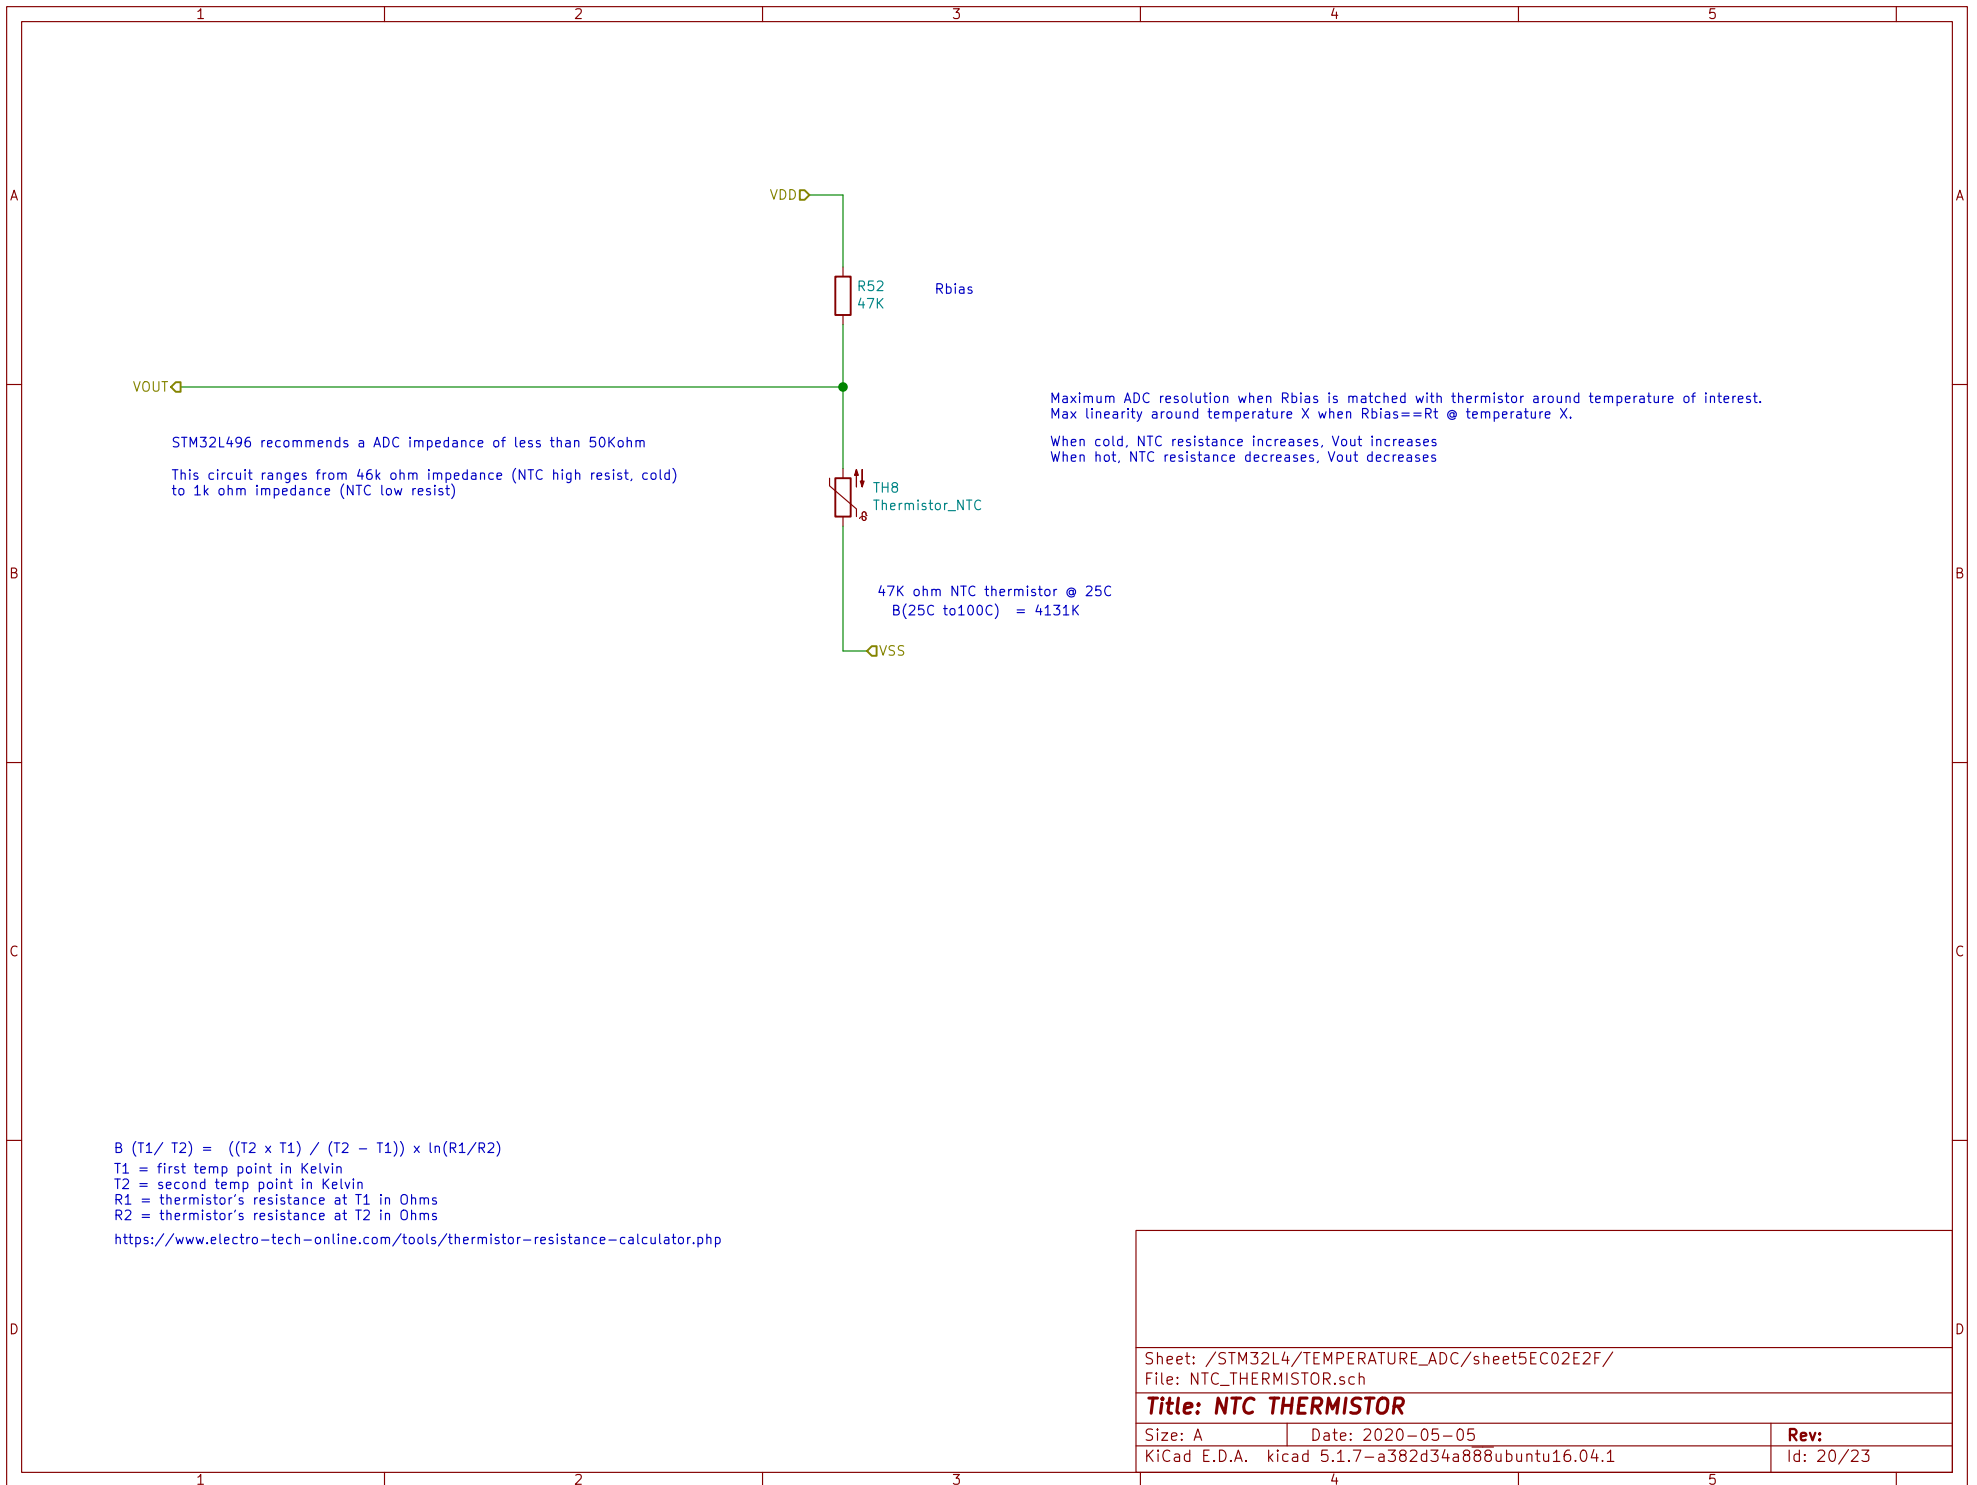 1 2 3 4 5
A A
VDD
R52
47K
Rbias
VOUT
Maximum ADC resolution when Rbias is matched with thermistor around temperature of interest.
Max linearity around temperature X when Rbias==Rt @ temperature X.
STM32L496 recommends a ADC impedance of less than 50Kohm
When cold, NTC resistance increases, Vout increases
When hot, NTC resistance decreases, Vout decreases
This circuit ranges from 46k ohm impedance (NTC high resist, cold)
to 1k ohm impedance (NTC low resist)
TH8
Thermistor_NTC
B B
47K ohm NTC thermistor @ 25C
B(25C to100C)  = 4131K
VSS
C C
B (T1/ T2) =  ((T2 x T1) / (T2 - T1)) x ln(R1/R2)
T1 = first temp point in Kelvin
T2 = second temp point in Kelvin
R1 = thermistor's resistance at T1 in Ohms
R2 = thermistor's resistance at T2 in Ohms
https://www.electro-tech-online.com/tools/thermistor-resistance-calculator.php
D D
Sheet: /STM32L4/TEMPERATURE_ADC/sheet5EC02E2F/
File: NTC_THERMISTOR.sch
Title: NTC THERMISTOR
Size: A Date: 2020-05-05 Rev:
KiCad E.D.A.  kicad 5.1.7-a382d34a888ubuntu16.04.1 Id: 20/23
1 2 3 4 5